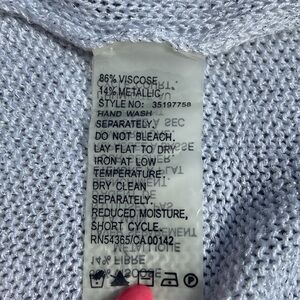 86% VISCOSE
14% METALLIC
STYLE NO: 35197758
HAND WASH
SEPARATELY.
DO NOT BLEACH.
LAY FLAT TO DRY
IRON AT LOW
TEMPERATURE.
DRY CLEAN
SEPARATELY.
REDUCED MOISTURE,
SHORT CYCLE.
RN54365/CA00142